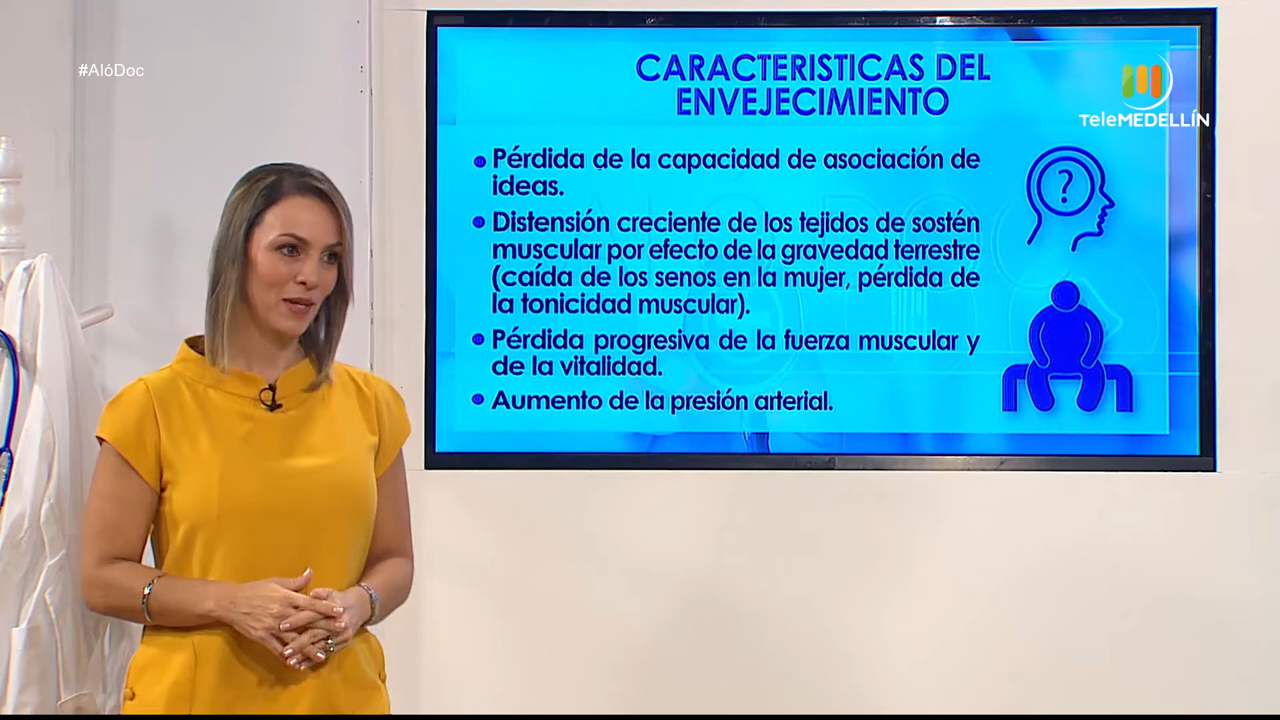 #AlóDoc
CARACTERISTICAS DEL
ENVEJECIMIENTO
TeleMEDELLÍN
Pérdida de la capacidad de asociación de
ideas.
?
Distensión creciente de los tejidos de sostén
muscular por efecto de la gravedad terrestre
(caída de los senos en la mujer, pérdida de
la tonicidad muscular).
Pérdida progresiva de la fuerza muscular y
de la vitalidad.
Aumento de la presión arterial.